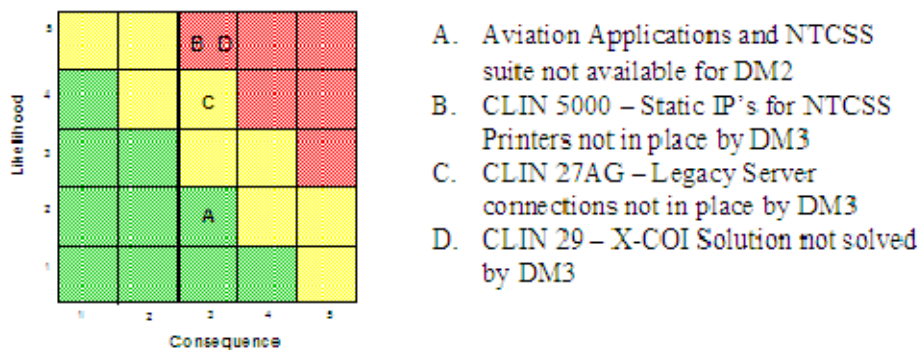 5
B D
4
C
Likelihood
3
2
A
1
1 2 3 4 5
Consequence
A. Aviation Applications and NTCSS
suite not available for DM2
B. CLIN 5000 – Static IP’s for NTCSS
Printers not in place by DM3
C. CLIN 27AG – Legacy Server
connections not in place by DM3
D. CLIN 29 – X-COI Solution not solved
by DM3